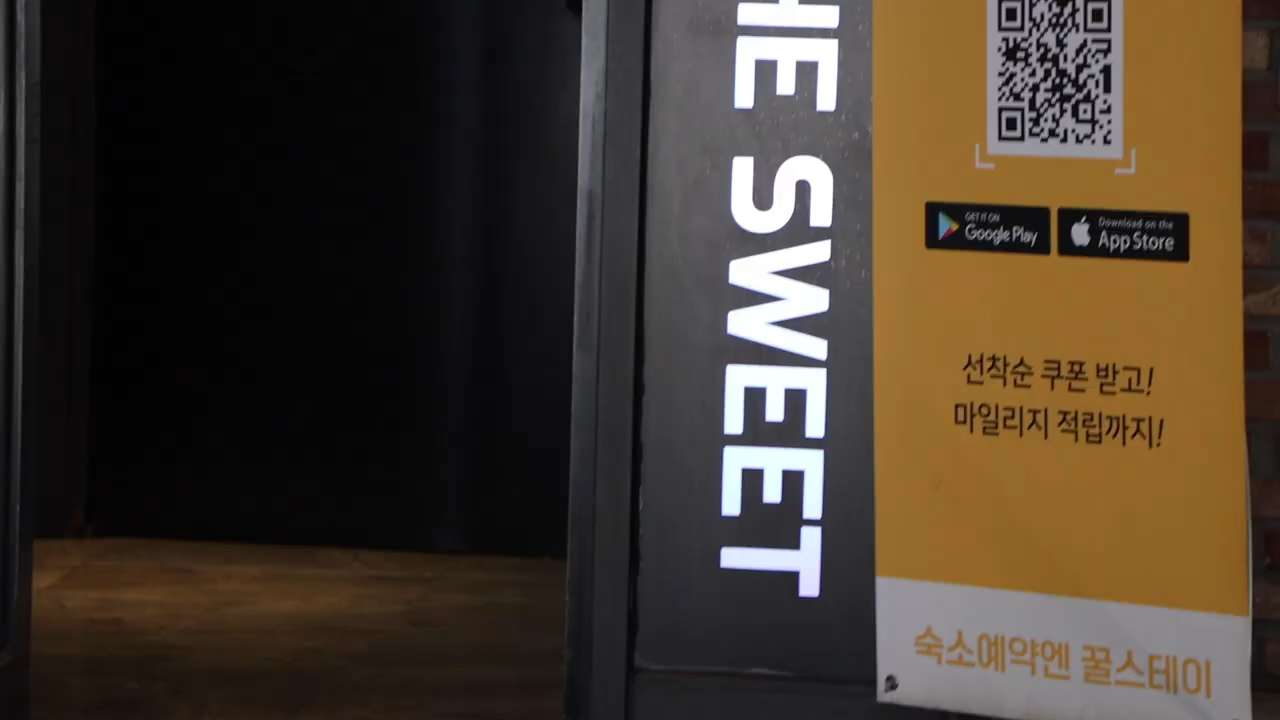 HE SWEET
GET IT ON
Google Play
Download on the
App Store
선착순 쿠폰 받고!
마일리지 적립까지!
숙소예약엔 꿀스테이